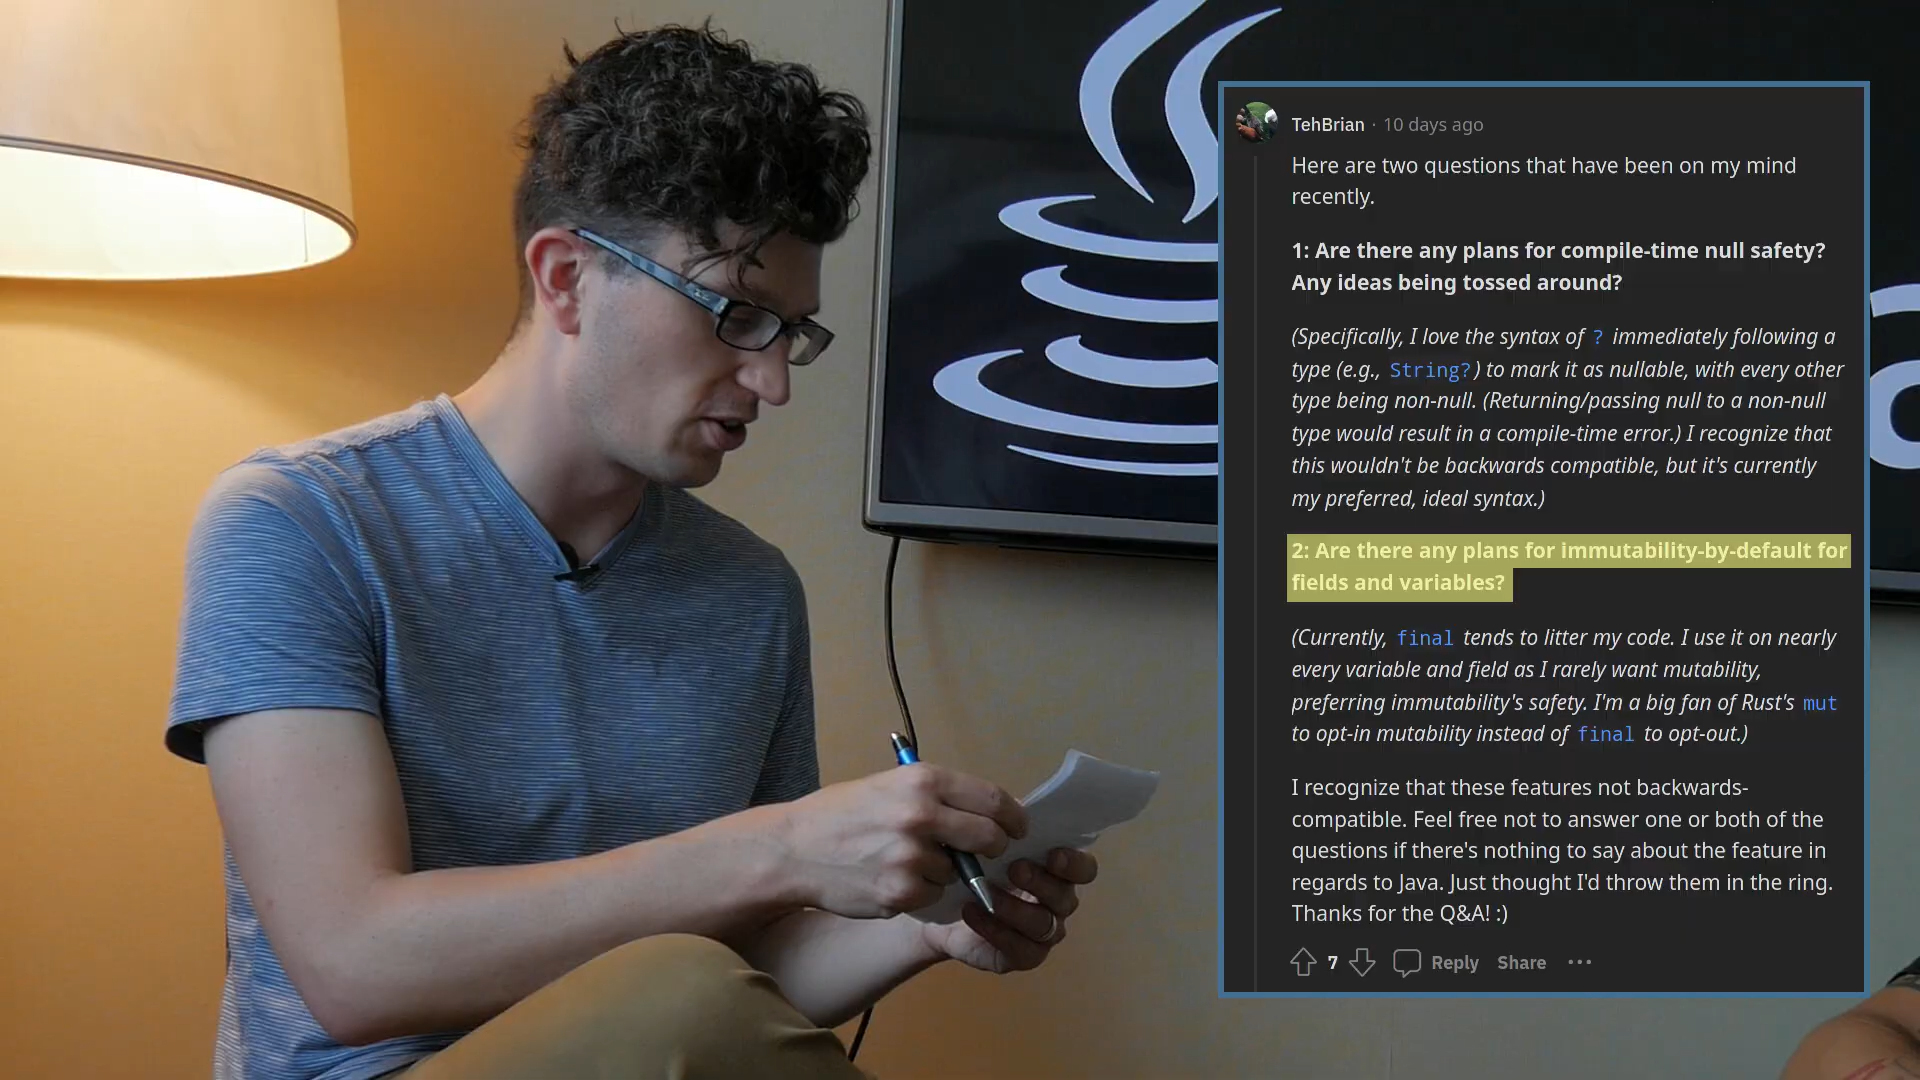 TehBrian · 10 days ago
Here are two questions that have been on my mind
recently.
1: Are there any plans for compile-time null safety?
Any ideas being tossed around?
(Specifically, I love the syntax of ? immediately following a
type (e.g., String?) to mark it as nullable, with every other
type being non-null. (Returning/passing null to a non-null
type would result in a compile-time error.) I recognize that
this wouldn't be backwards compatible, but it's currently
my preferred, ideal syntax.)
2: Are there any plans for immutability-by-default for
fields and variables?
(Currently, final tends to litter my code. I use it on nearly
every variable and field as I rarely want mutability,
preferring immutability's safety. I'm a big fan of Rust's mut
to opt-in mutability instead of final to opt-out.)
I recognize that these features not backwards-
compatible. Feel free not to answer one or both of the
questions if there's nothing to say about the feature in
regards to Java. Just thought I'd throw them in the ring.
Thanks for the Q&A! :)
7 Reply Share ···